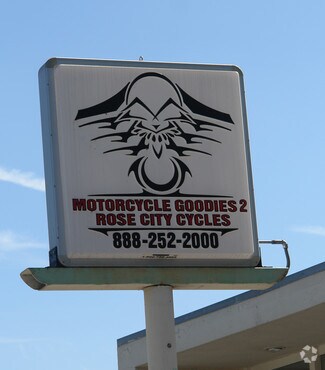 MOTORCYCLE GOODIES 2
ROSE CITY CYCLES
888-252-2000